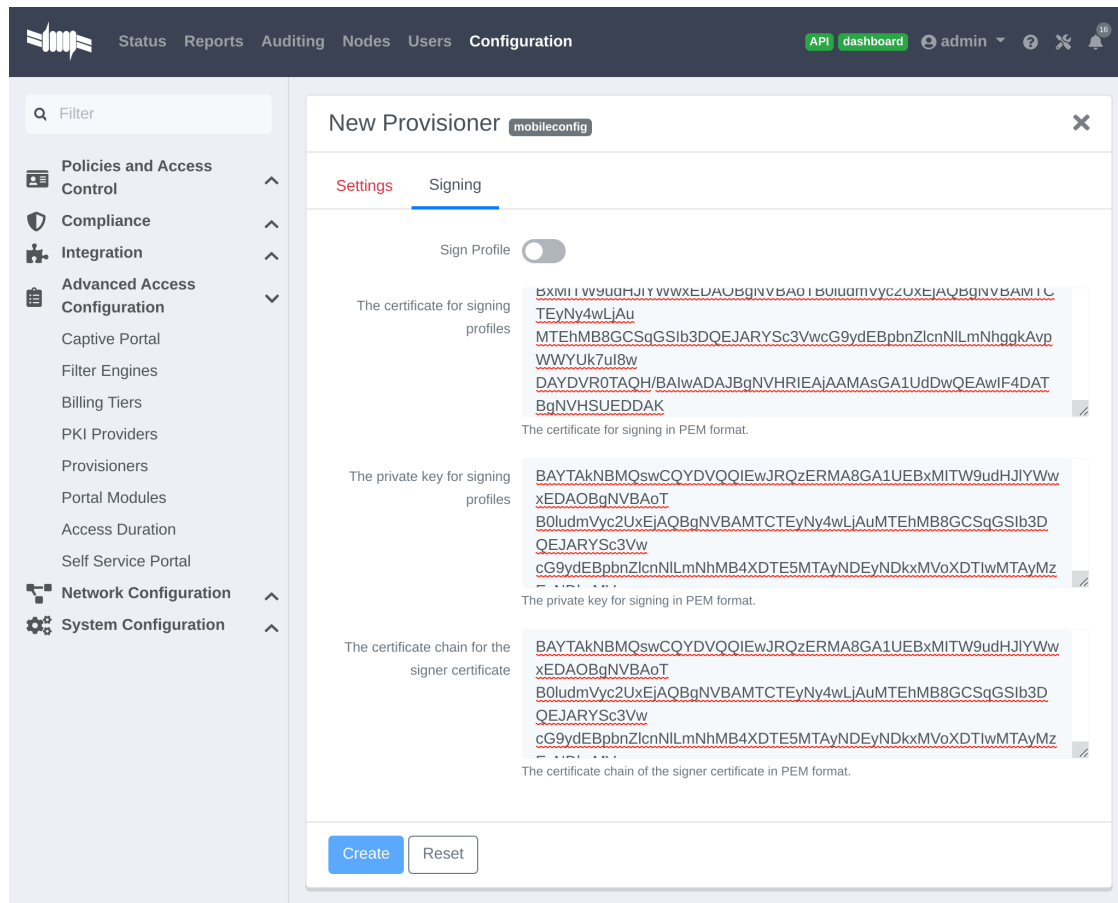 Status Reports Auditing Nodes Users Configuration API dashboard admin 16
Filter
Policies and Access
Control
Compliance
Integration
Advanced Access
Configuration
Captive Portal
Filter Engines
Billing Tiers
PKI Providers
Provisioners
Portal Modules
Access Duration
Self Service Portal
Network Configuration
System Configuration
New Provisioner mobileconfig
Settings Signing
Sign Profile
The certificate for signing
profiles
BxMITW9udHJlYWwxEDAOBgNVBAoTB0ludmVyc2UxEjAQBgNVBAMTC
TEyNy4wLjAu
MTEhMB8GCSqGSIb3DQEJARYSc3VwcG9ydEBpbnZlcnNlLmNhggkAvp
WWYUk7uI8w
DAYDVR0TAQH/BAIwADAJBgNVHRIEAjAAMAsGA1UdDwQEAwIF4DAT
BgNVHSUEDDAK
The certificate for signing in PEM format.
The private key for signing
profiles
BAYTAkNBMQswCQYDVQQIEwJRQzERMA8GA1UEBxMITW9udHJlYWw
xEDAOBgNVBAoT
B0ludmVyc2UxEjAQBgNVBAMTCTEyNy4wLjAuMTEhMB8GCSqGSIb3D
QEJARYSc3Vw
cG9ydEBpbnZlcnNlLmNhMB4XDTE5MTAyNDEyNDkxMVoXDTIwMTAyMz
The private key for signing in PEM format.
The certificate chain for the
signer certificate
BAYTAkNBMQswCQYDVQQIEwJRQzERMA8GA1UEBxMITW9udHJlYWw
xEDAOBgNVBAoT
B0ludmVyc2UxEjAQBgNVBAMTCTEyNy4wLjAuMTEhMB8GCSqGSIb3D
QEJARYSc3Vw
cG9ydEBpbnZlcnNlLmNhMB4XDTE5MTAyNDEyNDkxMVoXDTIwMTAyMz
The certificate chain of the signer certificate in PEM format.
Create Reset